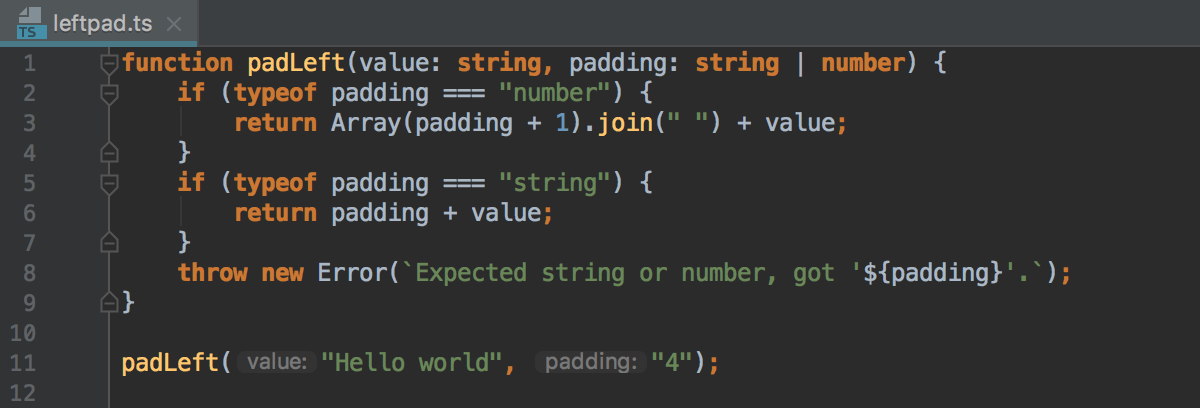 leftpad.ts
TS
1 function padLeft(value: string, padding: string | number) {
2 if (typeof padding === "number") {
3 return Array(padding + 1).join(" ") + value;
4 }
5 if (typeof padding === "string") {
6 return padding + value;
7 }
8 throw new Error(`Expected string or number, got '${padding}'.`);
9 }
10
11 padLeft( value: "Hello world", padding: "4");
12